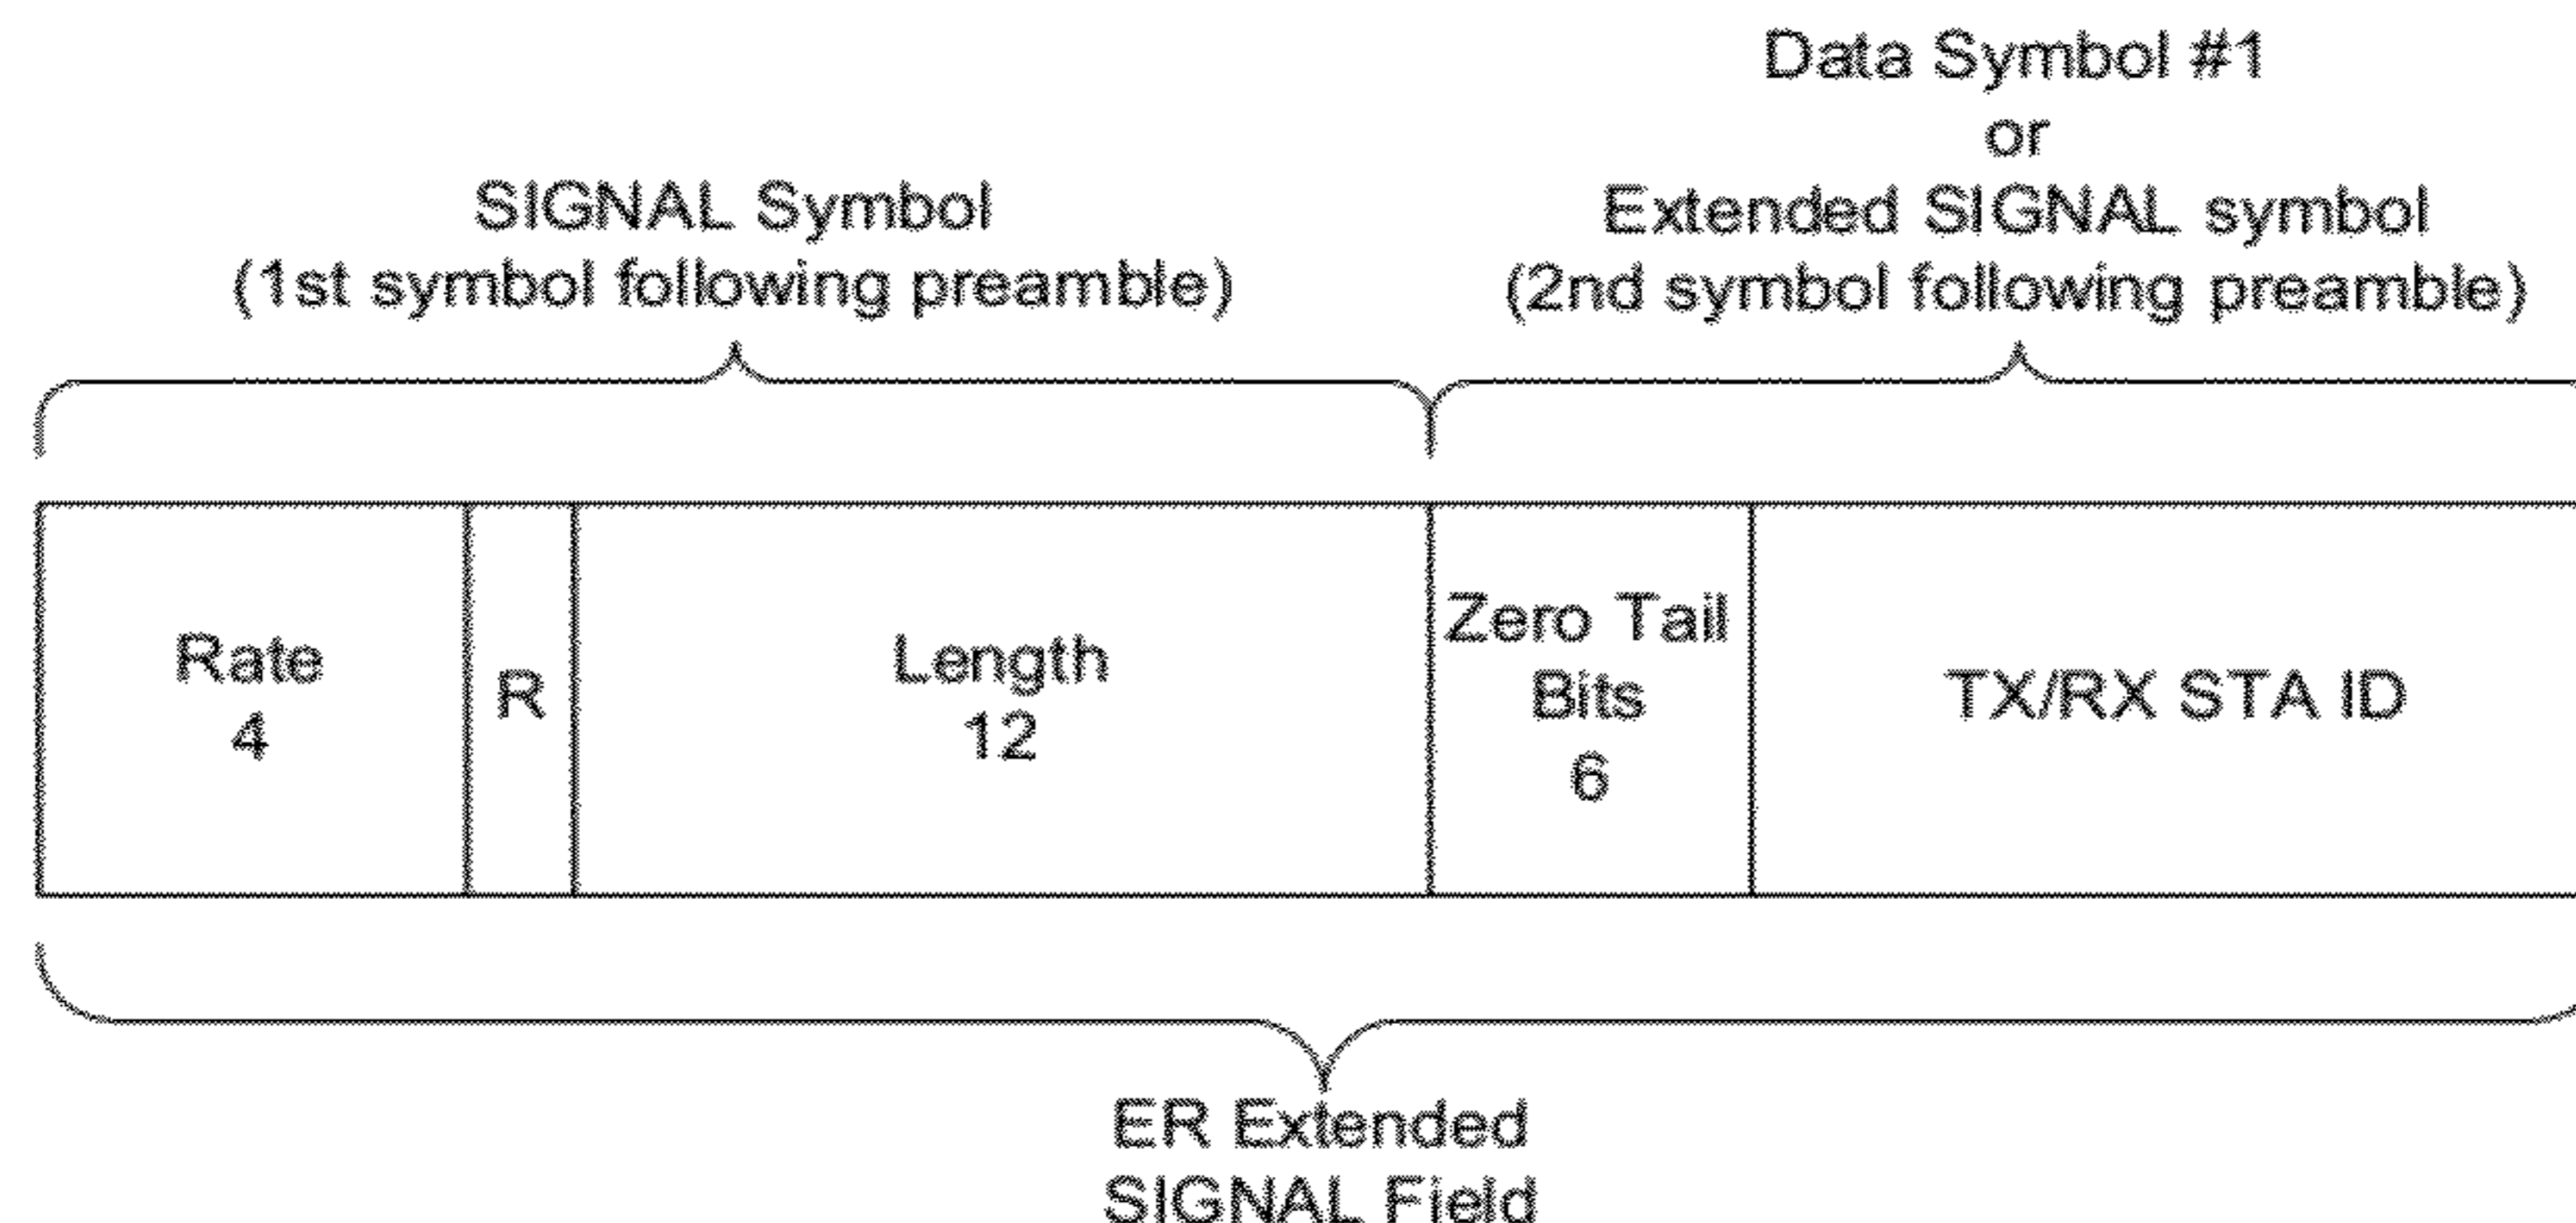 SIGNAL Symbol
(1st symbol following preamble)
Data Symbol #1
or
Extended SIGNAL symbol
(2nd symbol following preamble)
Rate
4
R
Length
12
Zero Tail
Bits
6
TX/RX STA ID
ER Extended
SIGNAL Field